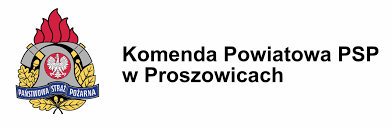 Komenda Powiatowa PSP
w Proszowicach
PAŃSTWOWA STRAŻ POŻARNA